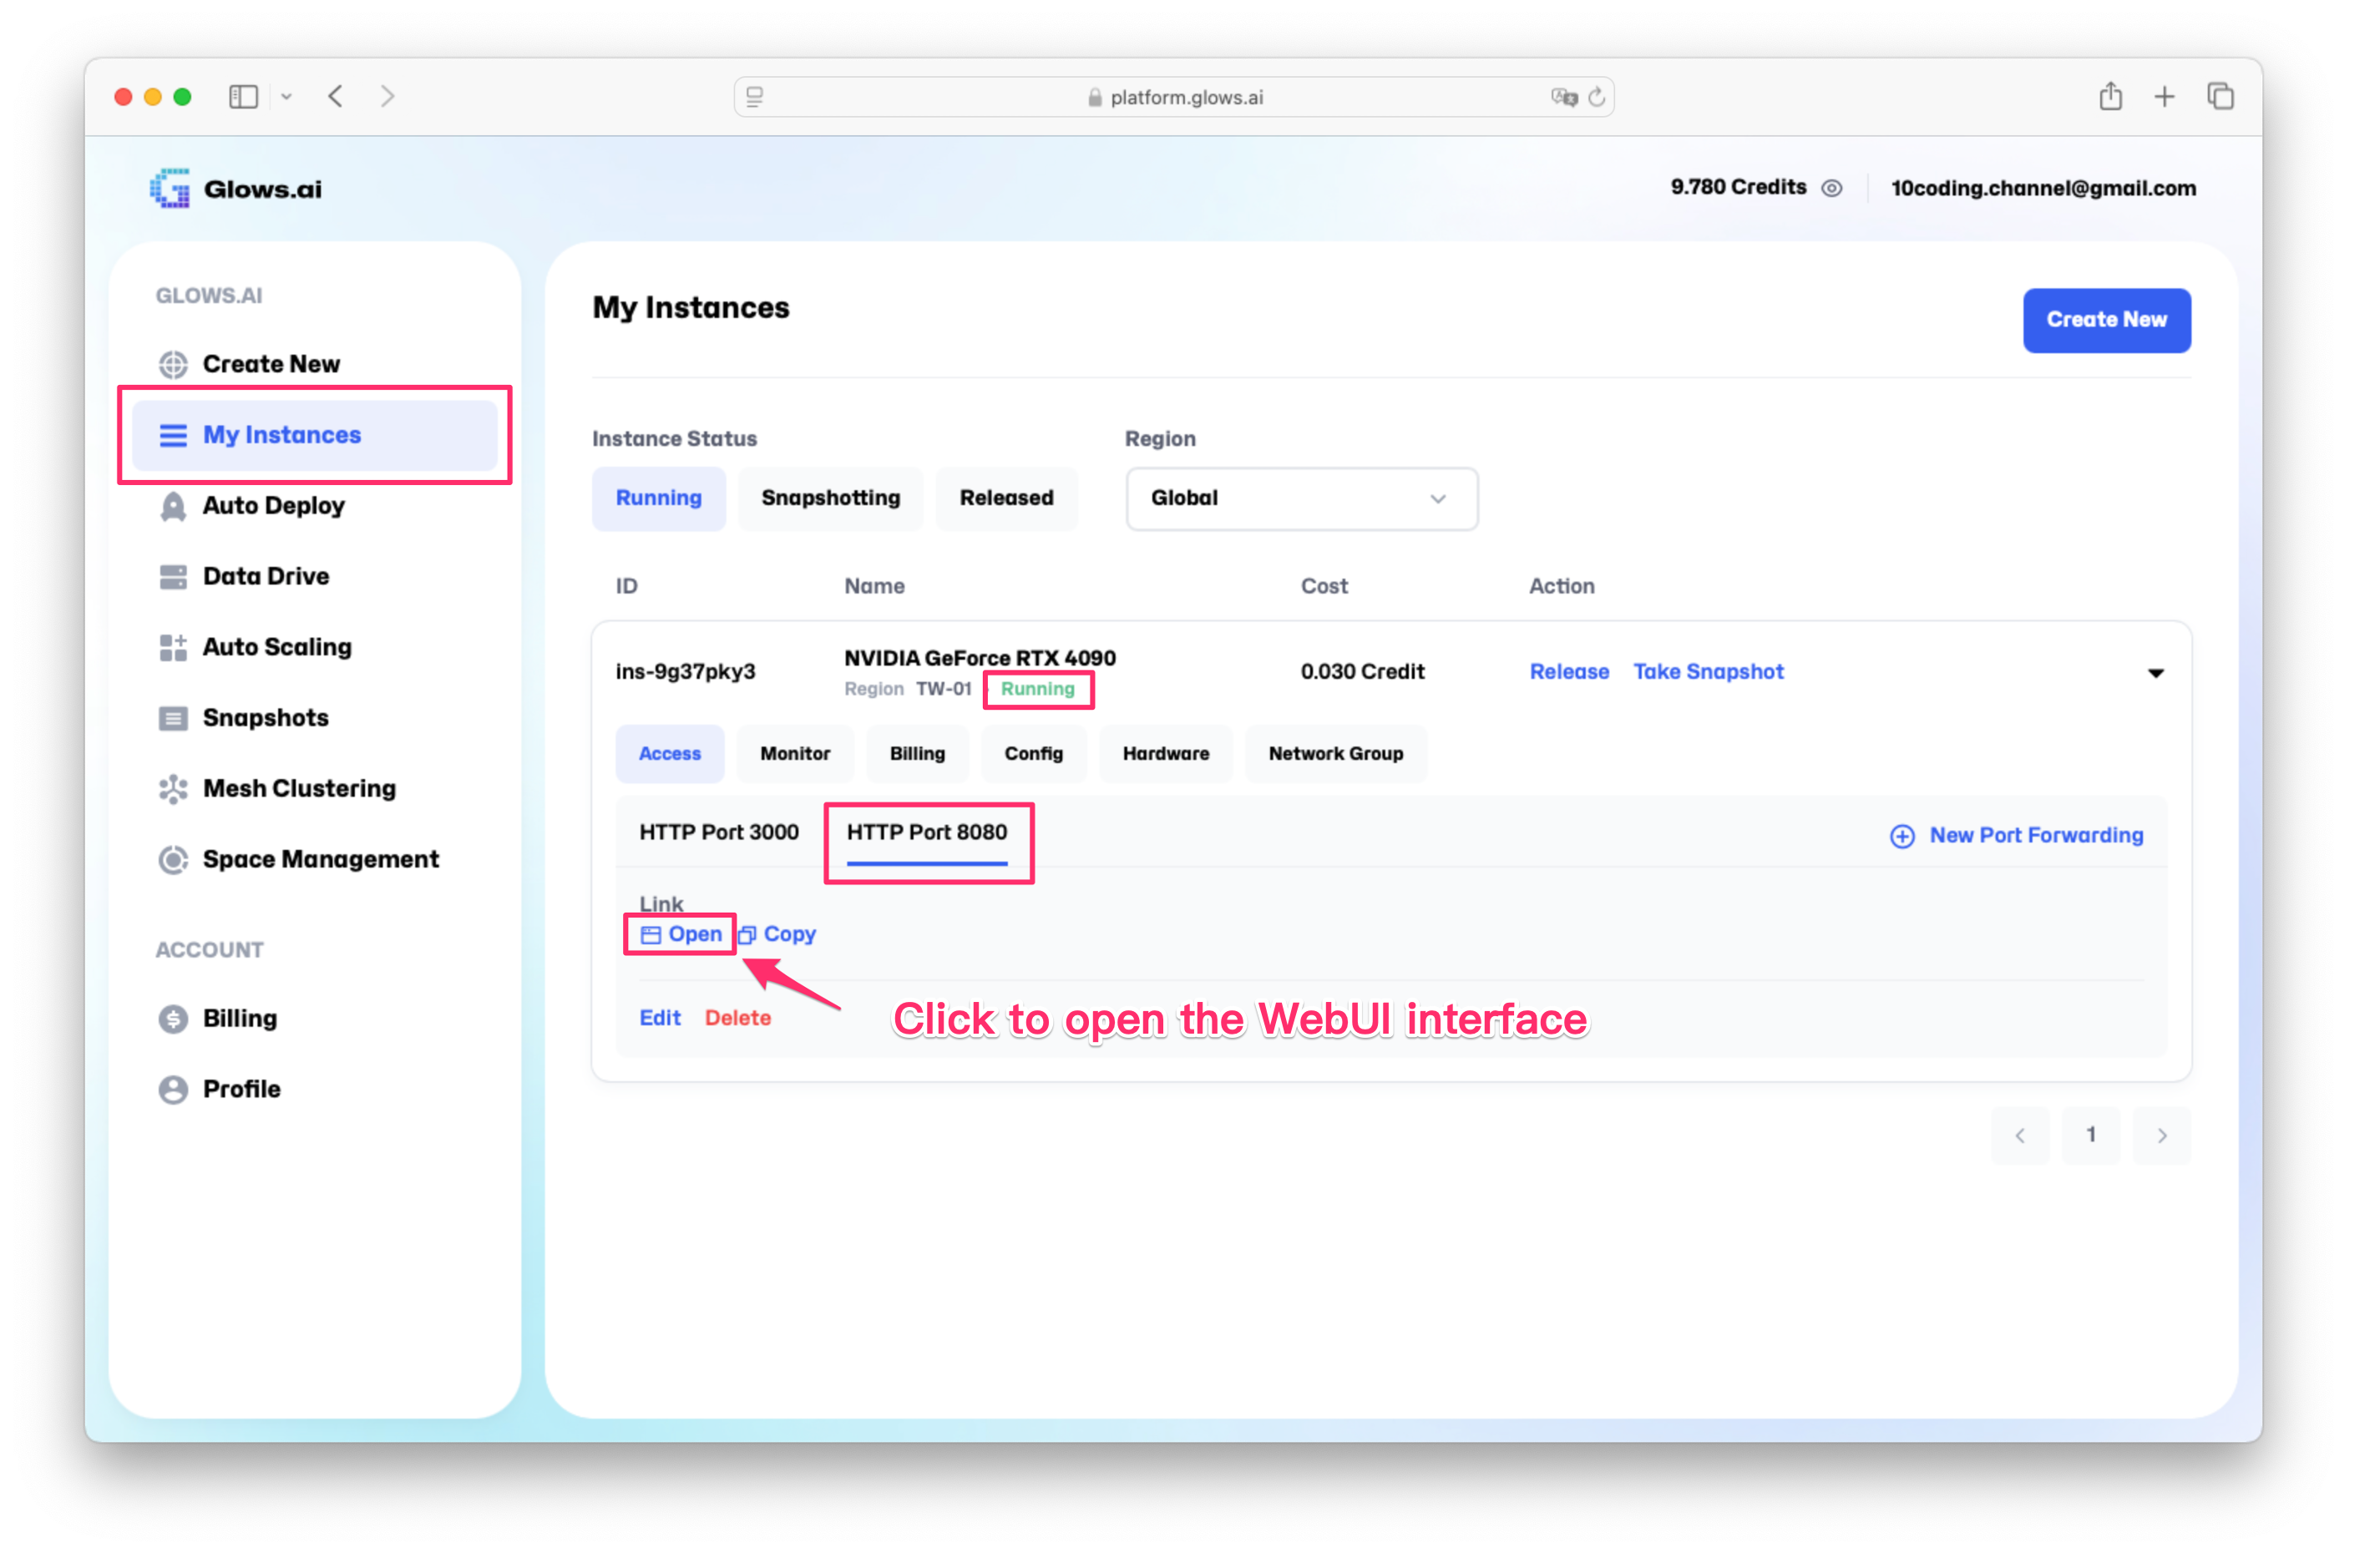 platform.glows.ai
Glows.ai
9.780 Credits
10coding.channel@gmail.com
GLOWS.AI
Create New
My Instances
Auto Deploy
Data Drive
Auto Scaling
Snapshots
Mesh Clustering
Space Management
ACCOUNT
Billing
Profile
My Instances
Create New
Instance Status
Region
Running
Snapshotting
Released
Global
ID
Name
Cost
Action
ins-9g37pky3
NVIDIA GeForce RTX 4090
Region TW-01 Running
0.030 Credit
Release
Take Snapshot
Access
Monitor
Billing
Config
Hardware
Network Group
HTTP Port 3000
HTTP Port 8080
New Port Forwarding
Link
Open
Copy
Edit
Delete
Click to open the WebUI interface
1